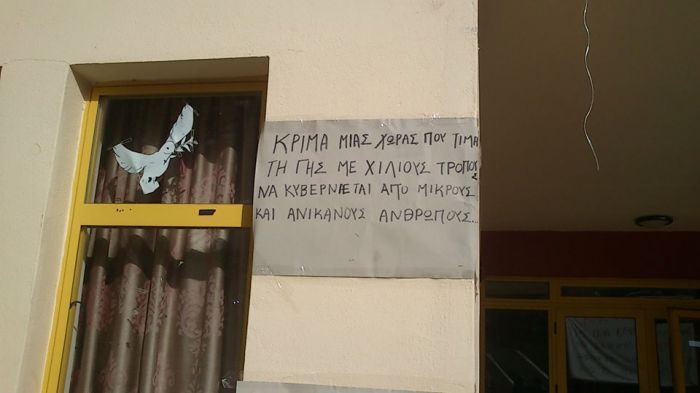 ΚΡΙΜΑ ΜΙΑΣ ΧΩΡΑΣ ΠΟΥ ΤΙΜΑ
ΤΗ ΓΗΣ ΜΕ ΧΙΛΙΟΥΣ ΤΡΟΠΟΥΣ
ΝΑ ΚΥΒΕΡΝΙΕΤΑΙ ΑΠΟ ΜΙΚΡΟΥΣ
ΚΑΙ ΑΝΙΚΑΝΟΥΣ ΑΝΘΡΩΠΟΥΣ...